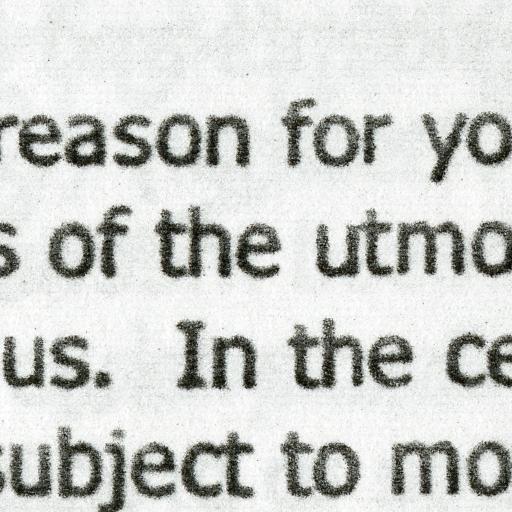 reason for yo
s of the utmo
us. In the ce
subject to mo